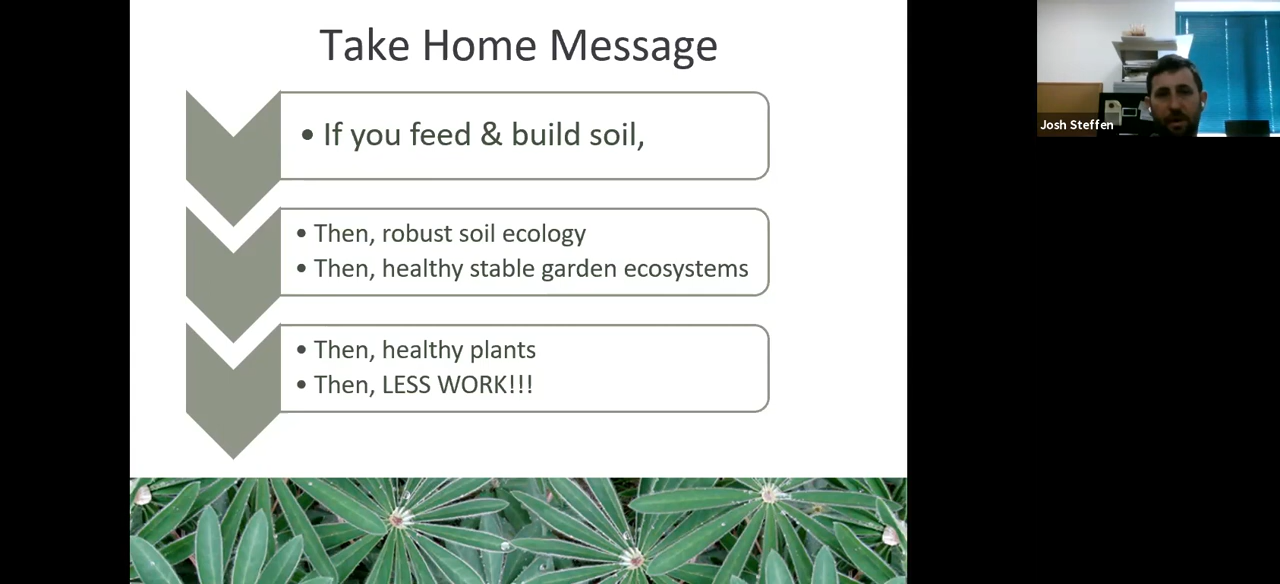 Take Home Message
• If you feed & build soil,
• Then, robust soil ecology
• Then, healthy stable garden ecosystems
• Then, healthy plants
• Then, LESS WORK!!!
Josh Steffen